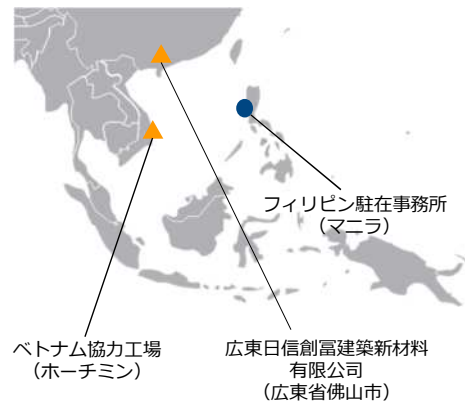 フィリピン駐在事務所
（マニラ）
ベトナム協力工場
（ホーチミン）
広東日信創冨建築新材料
有限公司
（広東省佛山市）